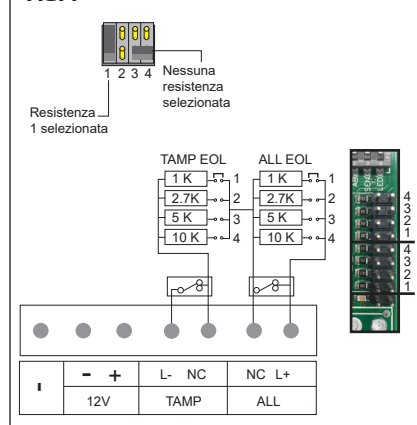 1 2 3 4
Nessuna
resistenza
selezionata
Resistenza
1 selezionata
TAMP EOL ALL EOL
1 K 1 1 K 1
2.7K 2 2.7K 2
5 K 3 5 K 3
10 K 4 10 K 4
4
3
2
1
4
3
2
1
- + L- NC NC L+
12V TAMP ALL